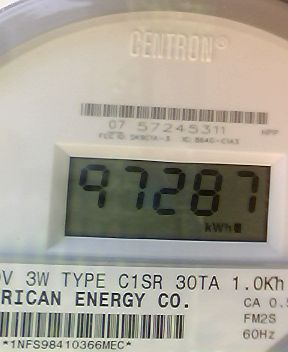 CENTRON®
07 57245311
HPP
97287
kWh
V 3W TYPE C1SR 30TA 1.0Kh
RICAN ENERGY CO.
CA 0.5
FM2S
60Hz
*1NFS98410366MEC*